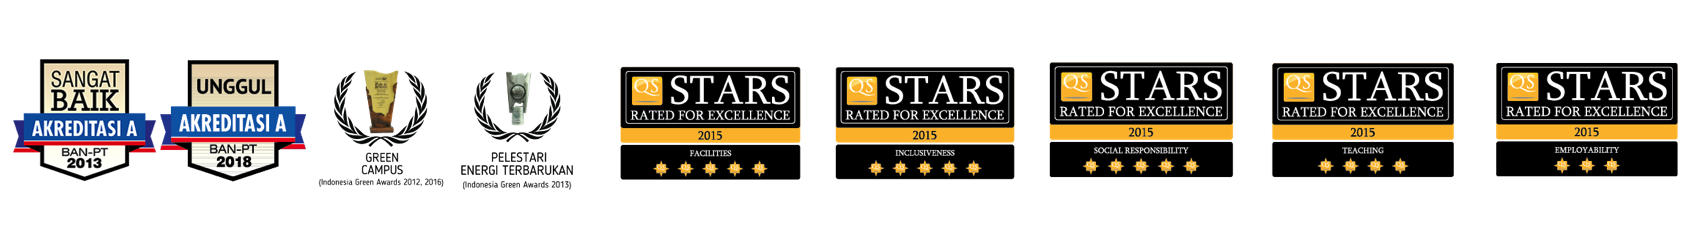 SANGAT
BAIK
AKREDITASI A
BAN-PT
2013
UNGGUL
AKREDITASI A
BAN-PT
2018
GREEN
CAMPUS
(Indonesia Green Awards 2012, 2016)
PELESTARI
ENERGI TERBARUKAN
(Indonesia Green Awards 2013)
QS STARS
RATED FOR EXCELLENCE
2015
FACILITIES
QS STARS
RATED FOR EXCELLENCE
2015
INCLUSIVENESS
QS STARS
RATED FOR EXCELLENCE
2015
SOCIAL RESPONSIBILITY
QS STARS
RATED FOR EXCELLENCE
2015
TEACHING
QS STARS
RATED FOR EXCELLENCE
2015
EMPLOYABILITY